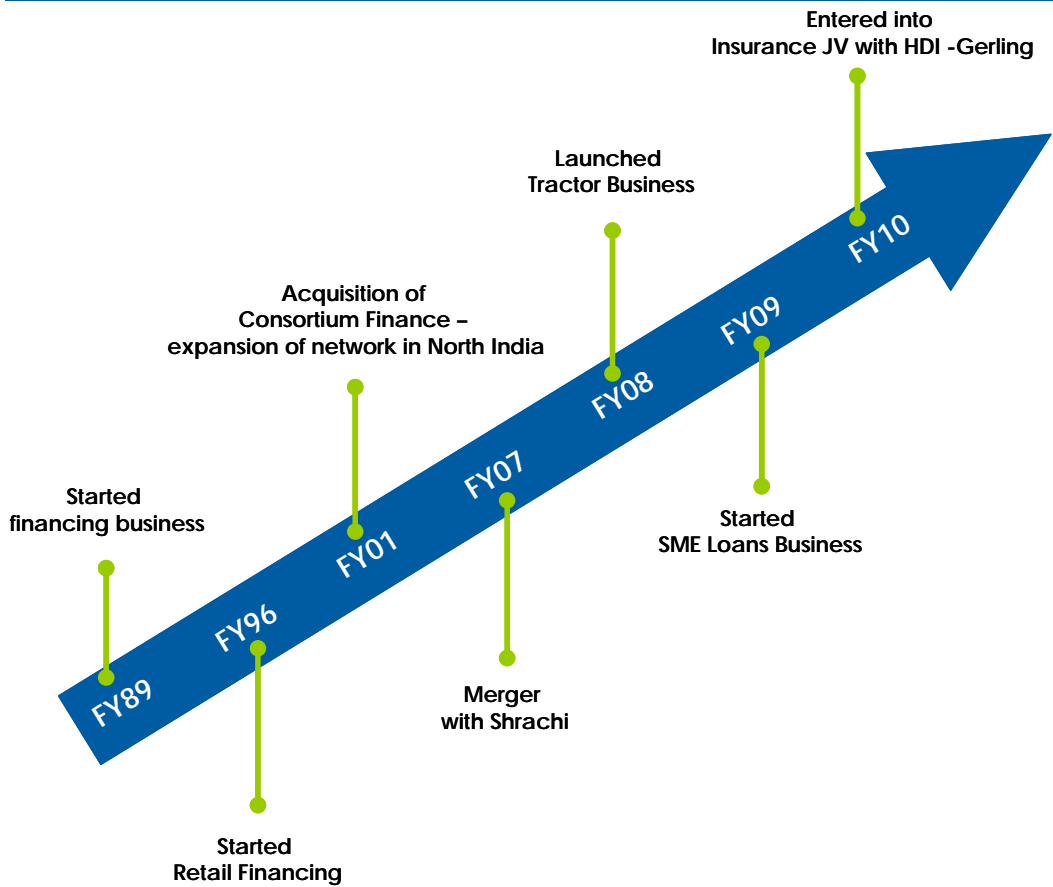 Entered into
Insurance JV with HDI -Gerling
Launched
Tractor Business
FY10
Acquisition of
Consortium Finance –
expansion of network in North India
FY09
FY08
Started
financing business
FY07
Started
SME Loans Business
FY01
FY96
Merger
with Shrachi
FY89
Started
Retail Financing